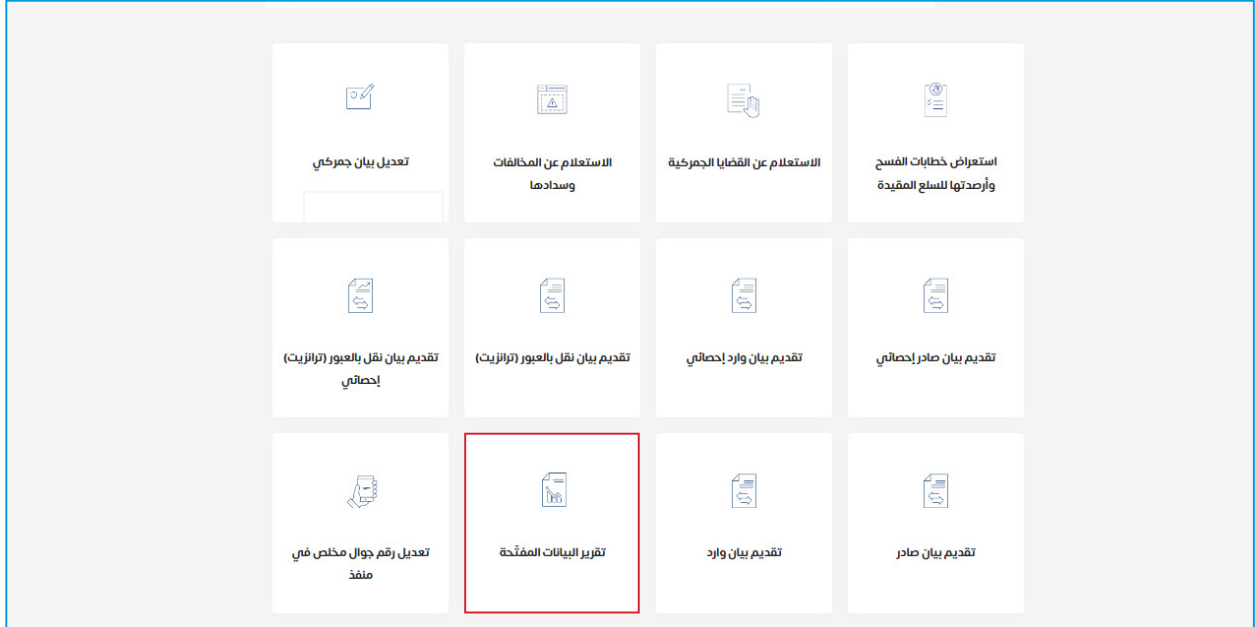 استعراض خطابات الفسح
وأرصدتها للسلع المقيدة
الاستعلام عن القضايا الجمركية
الاستعلام عن المخالفات
وسدادها
تعديل بيان جمركي
تقديم بيان صادر إحصائي
تقديم بيان وارد إحصائي
تقديم بيان نقل بالعبور (ترانزيت)
تقديم بيان نقل بالعبور (ترانزيت)
إحصائي
تقديم بيان صادر
تقديم بيان وارد
تقرير البيانات المفتَّحة
تعديل رقم جوال مخلص في
منفذ